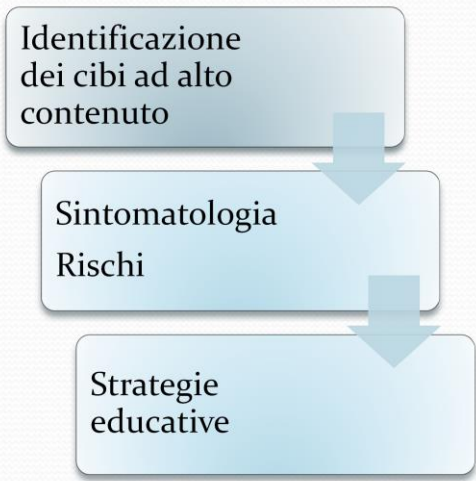 Identificazione
dei cibi ad alto
contenuto
Sintomatologia
Rischi
Strategie
educative